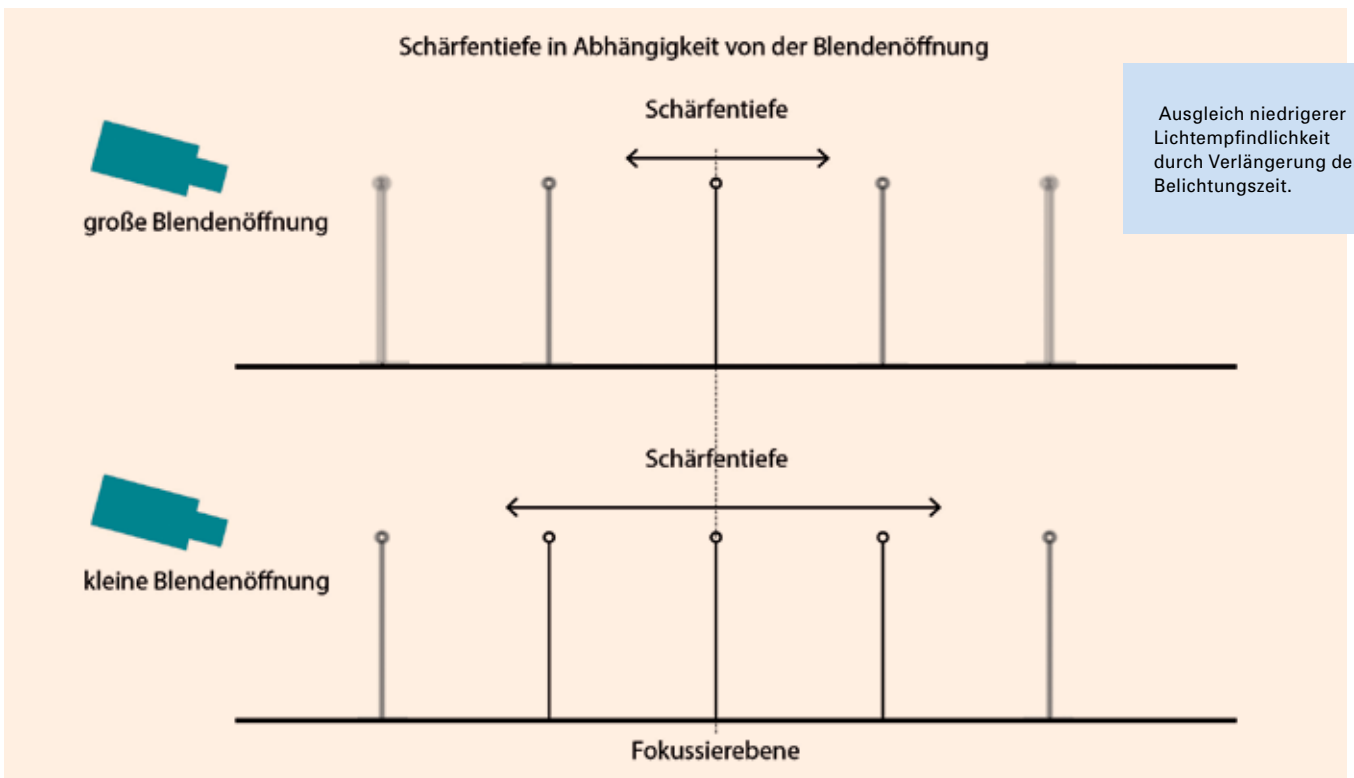 Schärfentiefe in Abhängigkeit von der Blendenöffnung
Schärfentiefe
große Blendenöffnung
Ausgleich niedrigerer
Lichtempfindlichkeit
durch Verlängerung de
Belichtungszeit.
Schärfentiefe
kleine Blendenöffnung
Fokussierebene